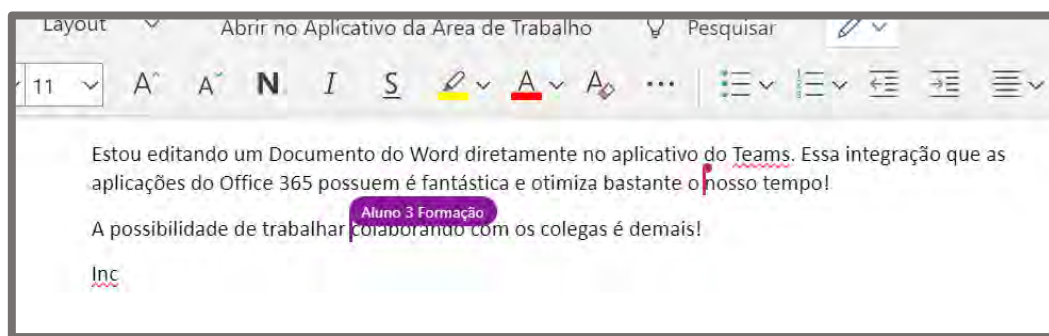 Layout Abrir no Aplicativo da Area de Trabalho Pesquisar
11 A A N I S A A ...
Estou editando um Documento do Word diretamente no aplicativo do Teams. Essa integração que as
aplicações do Office 365 possuem é fantástica e otimiza bastante o nosso tempo!
Aluno 3 Formação
A possibilidade de trabalhar colaborando com os colegas é demais!
Inc